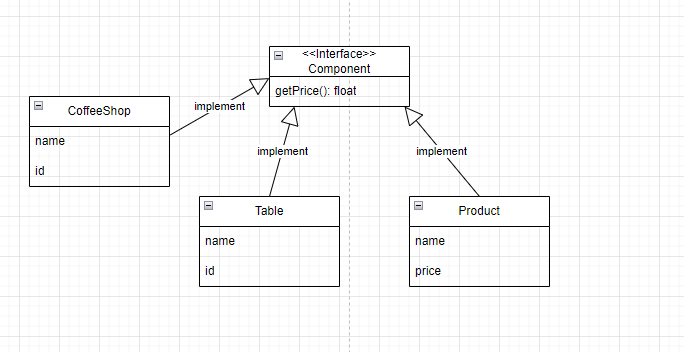 <<Interface>>
Component
getPrice(): float
CoffeeShop
name
id
implement
implement
implement
Table
name
id
Product
name
price